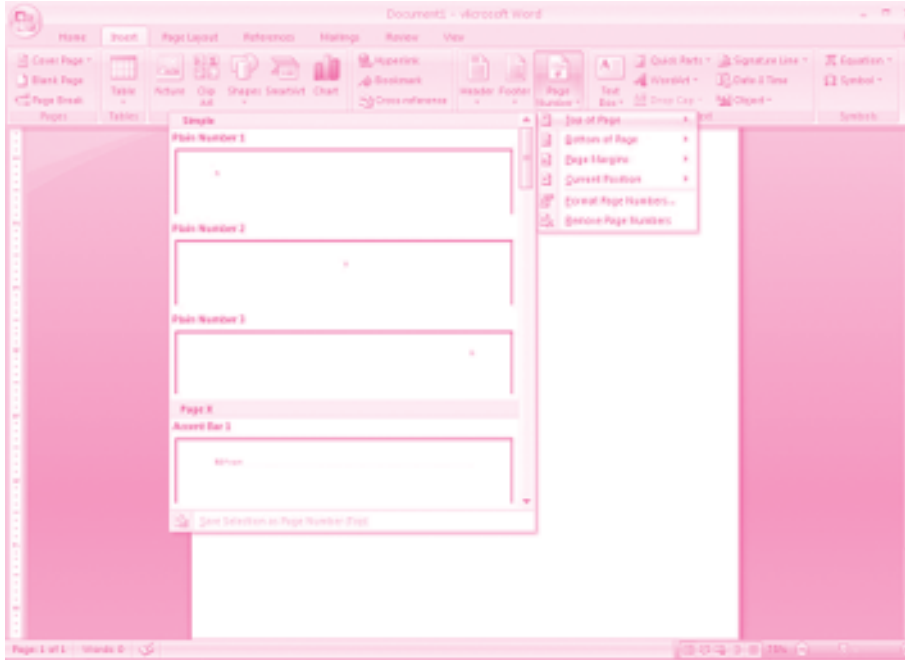 Document1 - Microsoft Word
Home Insert Page Layout References Mailings Review View
Cover Page
Blank Page
Page Break
Pages
Table
Tables
Picture Clip Art Shapes SmartArt Chart
Hyperlink
Bookmark
Cross-reference
Header Footer Page Number
Text Box
Quick Parts
WordArt
Drop Cap
Signature Line
Date & Time
Object
Equation
Symbol
Symbols
Simple
Plain Number 1
Plain Number 2
Plain Number 3
Page X
Accent Bar 1
Save Selection as Page Number (Top)
Top of Page
Bottom of Page
Page Margins
Current Position
Format Page Numbers...
Remove Page Numbers
Page: 1 of 1 Words: 0